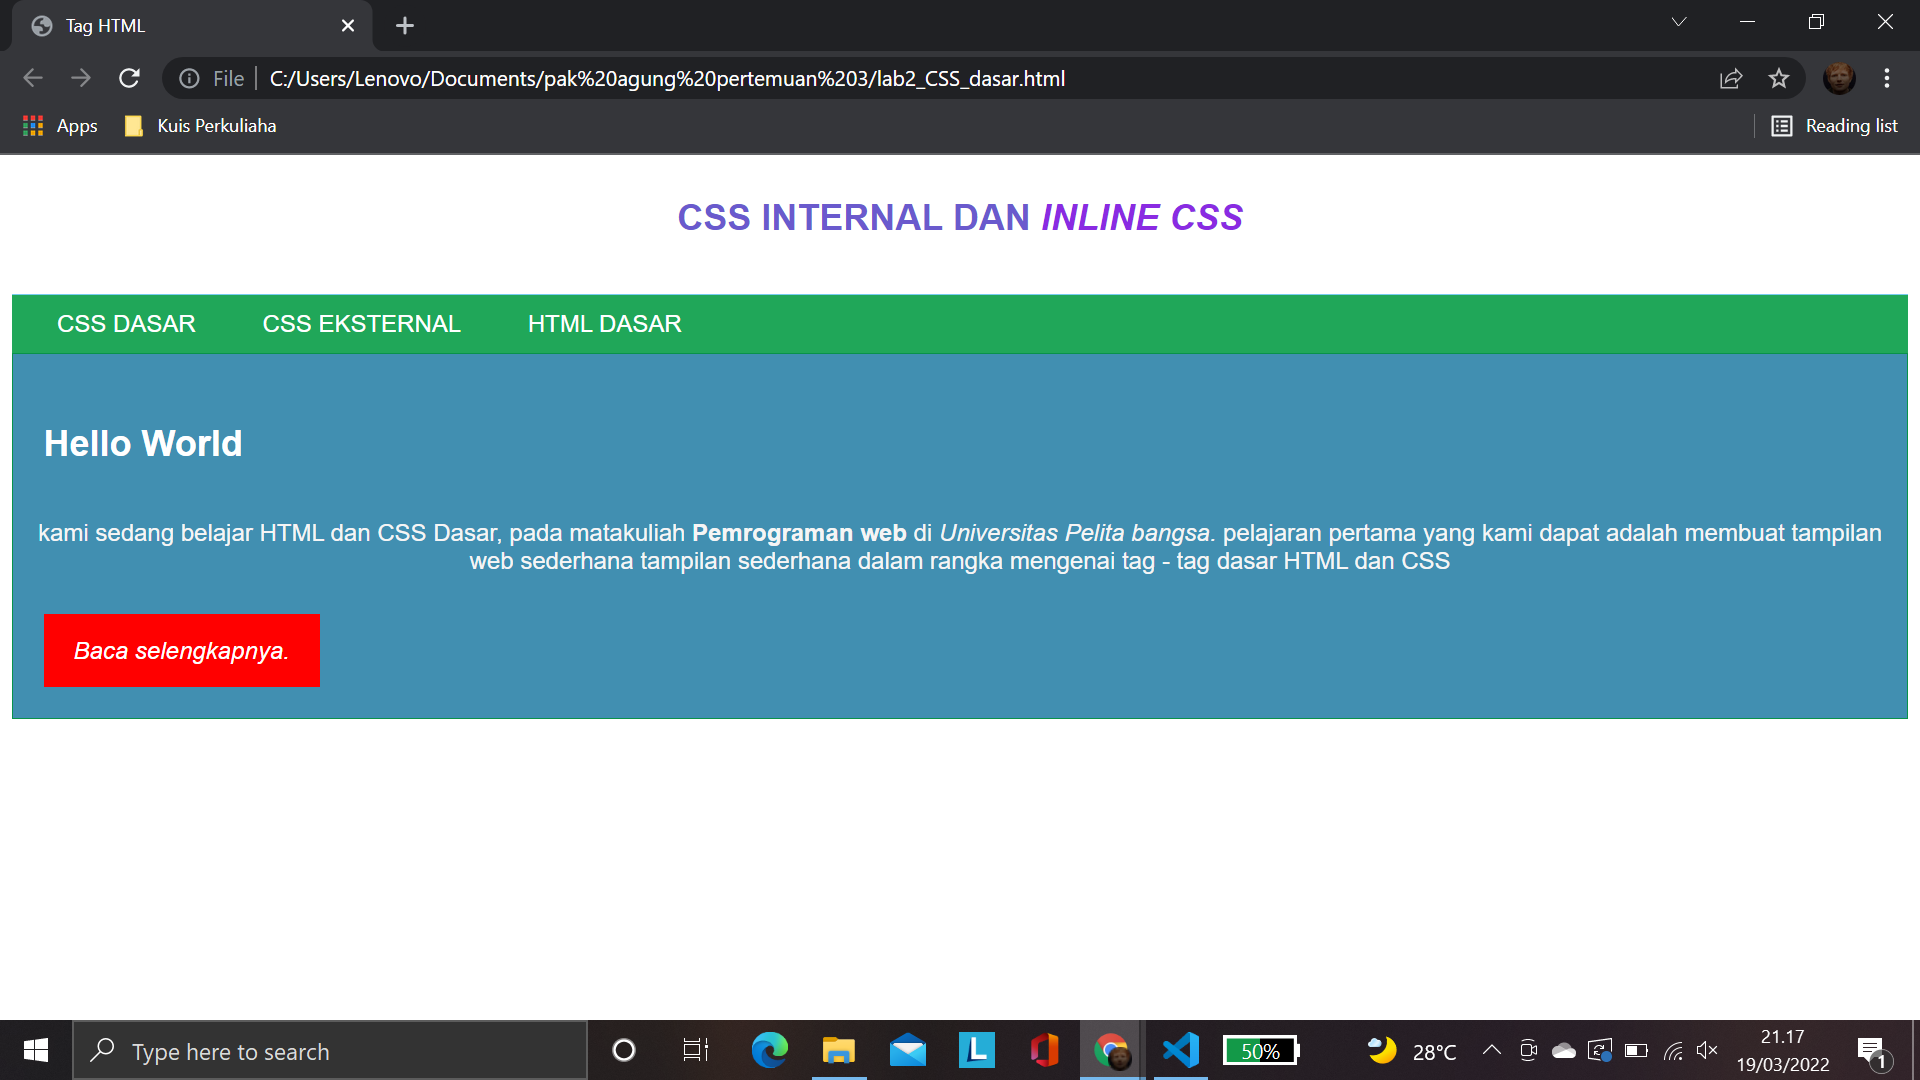 Tag HTML
File
C:/Users/Lenovo/Documents/pak%20agung%20pertemuan%203/lab2_CSS_dasar.html
Apps
Kuis Perkuliaha
Reading list
CSS INTERNAL DAN INLINE CSS
CSS DASAR
CSS EKSTERNAL
HTML DASAR
Hello World
kami sedang belajar HTML dan CSS Dasar, pada matakuliah Pemrograman web di Universitas Pelita bangsa. pelajaran pertama yang kami dapat adalah membuat tampilan
web sederhana tampilan sederhana dalam rangka mengenai tag - tag dasar HTML dan CSS
Baca selengkapnya.
Type here to search
L
50%
28°C
21.17
19/03/2022
1